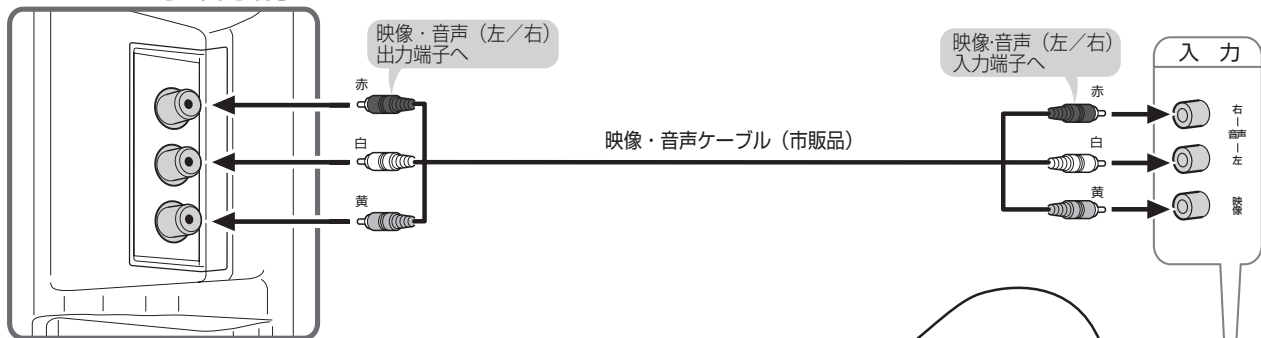 映像・音声（左／右）
出力端子へ
赤
白
黄
映像・音声ケーブル（市販品）
映像・音声（左／右）
入力端子へ
赤
白
黄
入 力
右
音声
左
映像